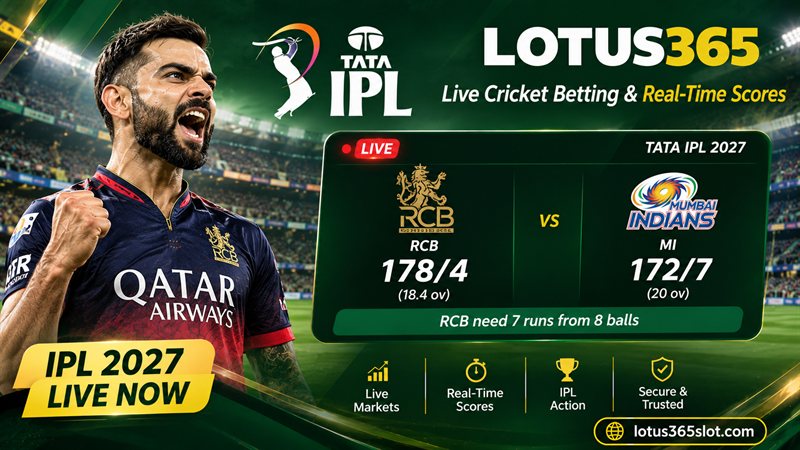 TATA
IPL
LOTUS365
Live Cricket Betting & Real-Time Scores
LIVE
TATA IPL 2027
RCB
VS
MUMBAI
INDIANS
RCB
178/4
(18.4 ov)
MI
172/7
(20 ov)
RCB need 7 runs from 8 balls
QATAR
AIRWAYS
IPL 2027
LIVE NOW
Live
Markets
Real-Time
Scores
IPL
Action
Secure &
Trusted
lotus365slot.com